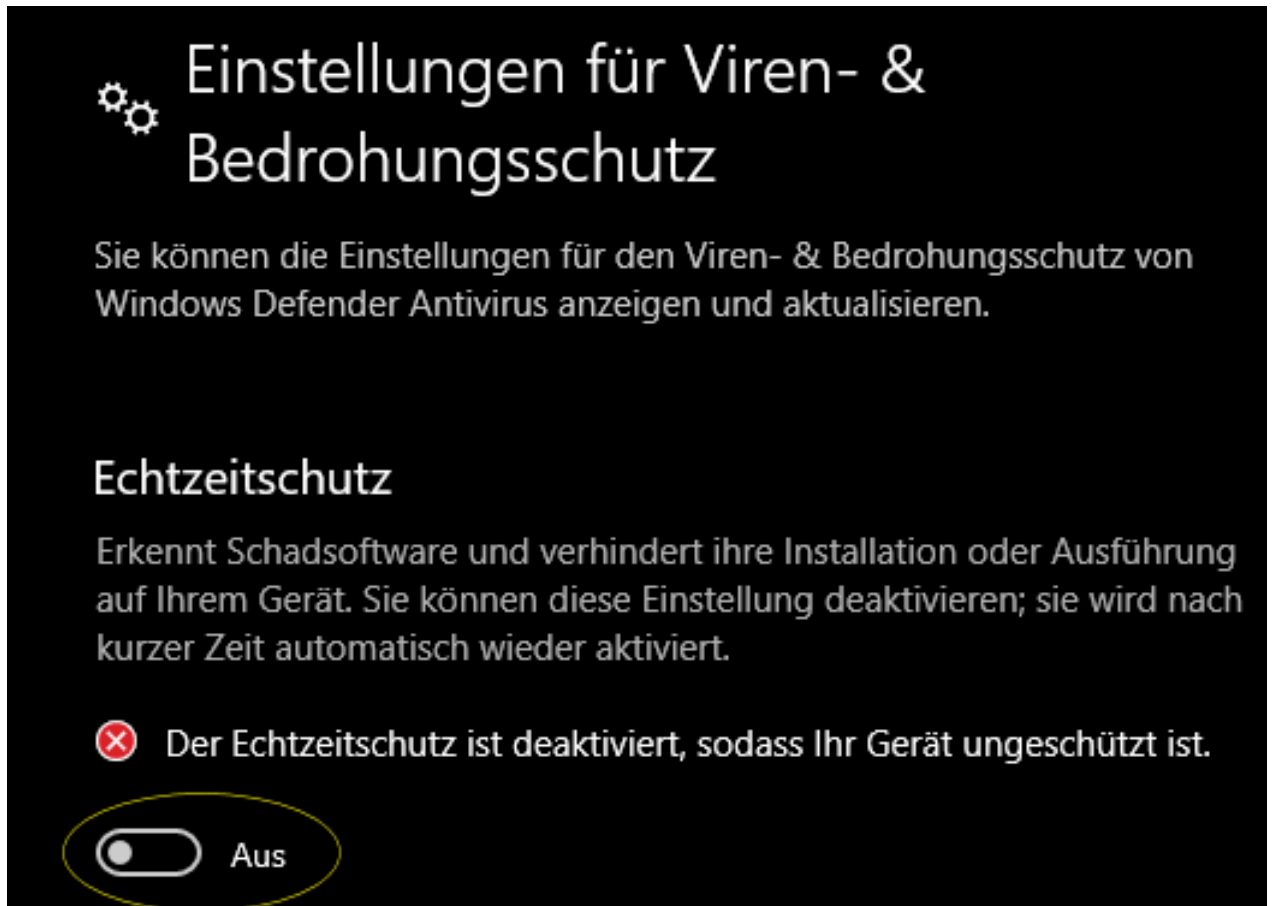 Einstellungen für Viren- &
Bedrohungsschutz
Sie können die Einstellungen für den Viren- & Bedrohungsschutz von
Windows Defender Antivirus anzeigen und aktualisieren.
Echtzeitschutz
Erkennt Schadsoftware und verhindert ihre Installation oder Ausführung
auf Ihrem Gerät. Sie können diese Einstellung deaktivieren; sie wird nach
kurzer Zeit automatisch wieder aktiviert.
Der Echtzeitschutz ist deaktiviert, sodass Ihr Gerät ungeschützt ist.
Aus